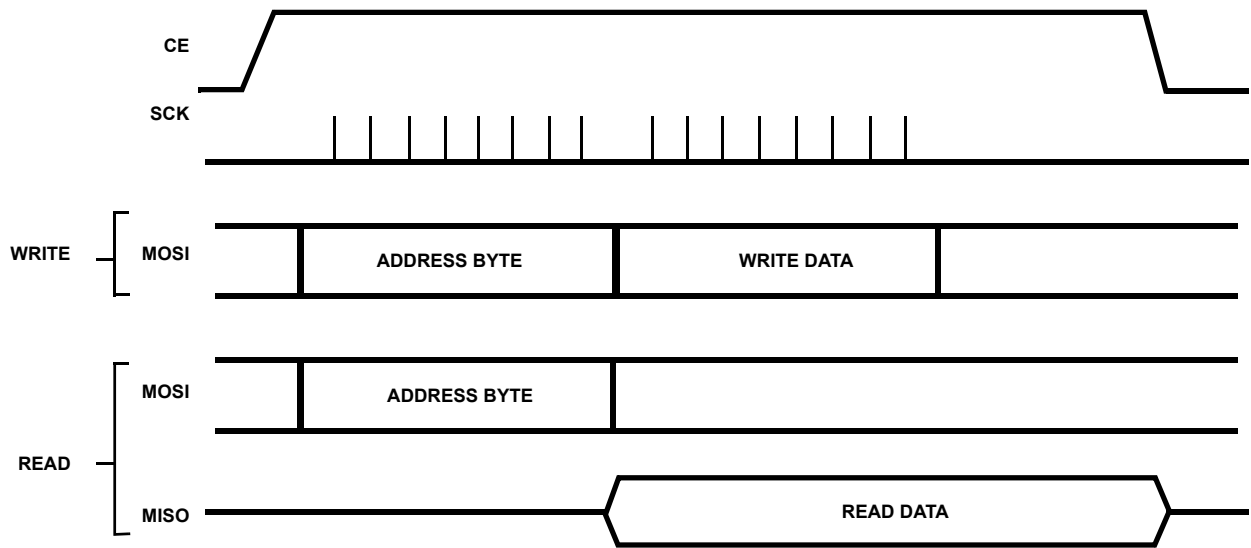 CE
SCK
WRITE
MOSI
ADDRESS BYTE
WRITE DATA
READ
MOSI
ADDRESS BYTE
MISO
READ DATA